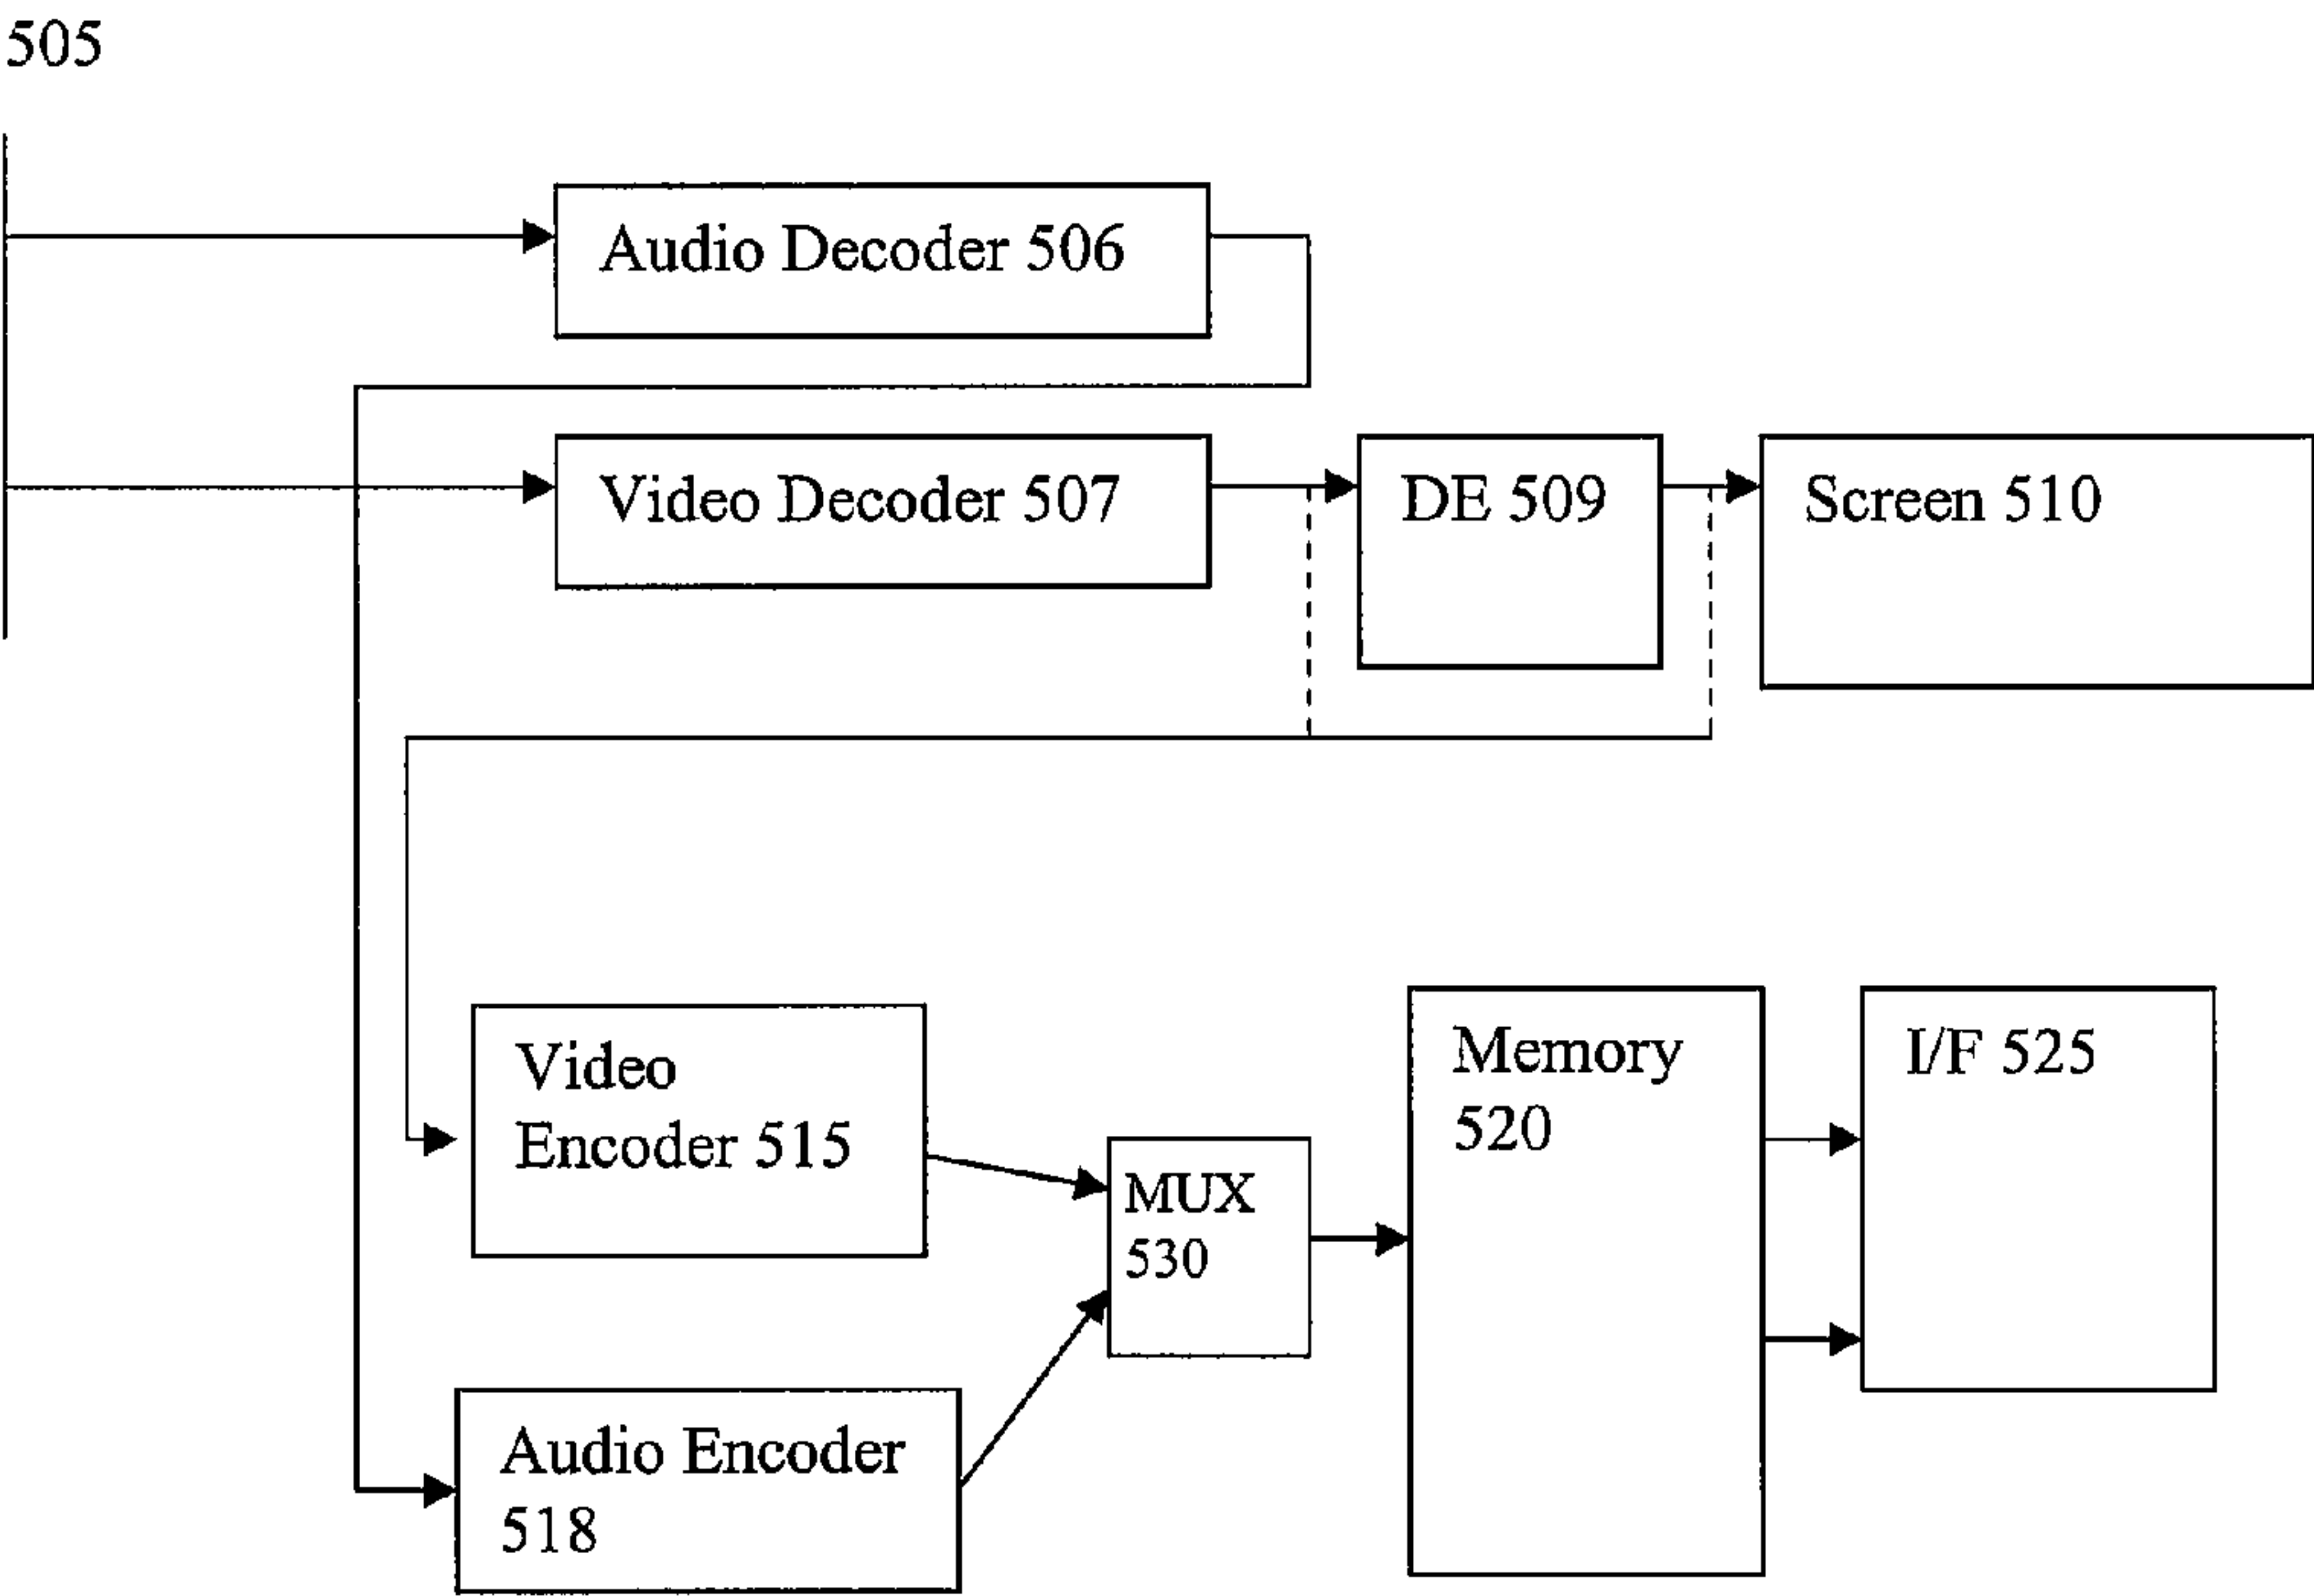 505
Audio Decoder 506
Video Decoder 507
DE 509
Screen 510
Video
Encoder 515
MUX
530
Memory
520
I/F 525
Audio Encoder
518